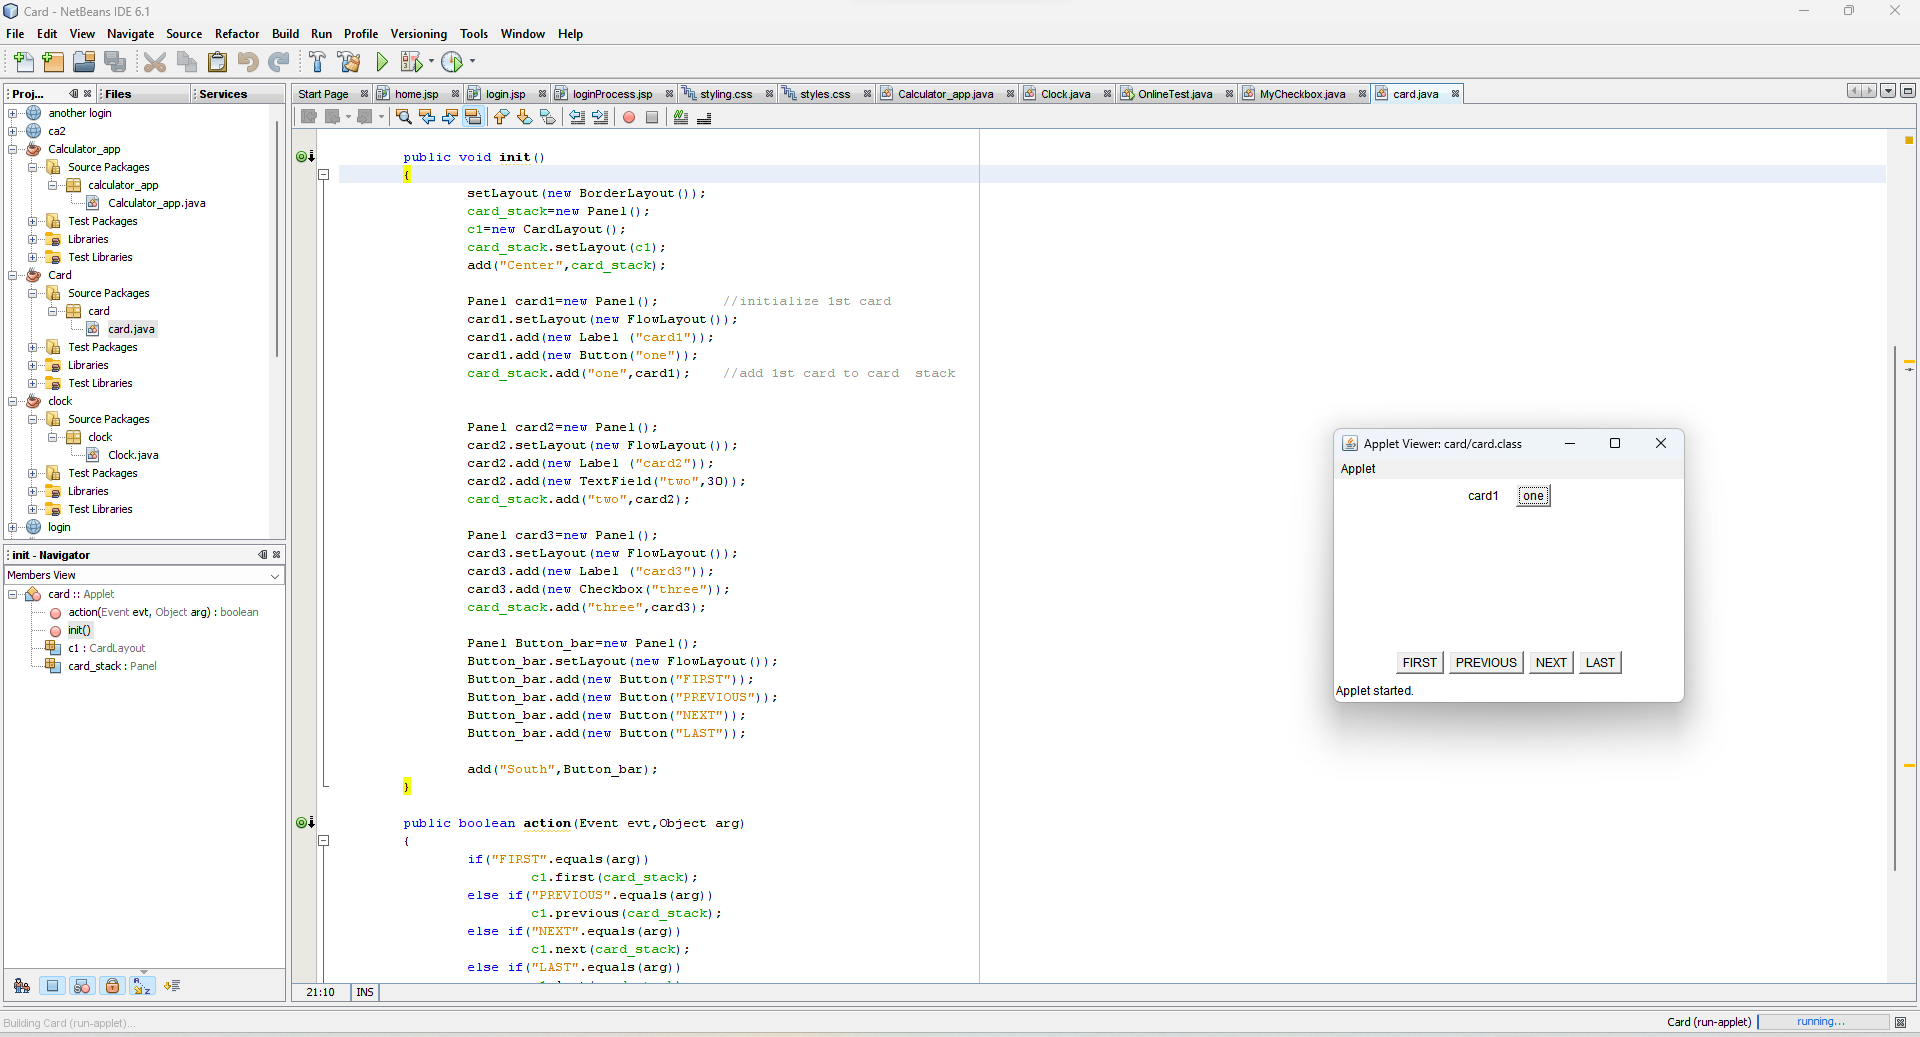 Card - NetBeans IDE 6.1
File Edit View Navigate Source Refactor Build Run Profile Versioning Tools Window Help
Proj... Files Services
another login
ca2
Calculator_app
Source Packages
calculator_app
Calculator_app.java
Test Packages
Libraries
Test Libraries
Card
Source Packages
card
card.java
Test Packages
Libraries
Test Libraries
clock
Source Packages
clock
Clock.java
Test Packages
Libraries
Test Libraries
login
init - Navigator
Members View
card :: Applet
action(Event evt, Object arg) : boolean
init()
c1 : CardLayout
card_stack : Panel
Start Page home.jsp login.jsp loginProcess.jsp styling.css styles.css Calculator_app.java Clock.java OnlineTest.java MyCheckbox.java card.java
public void init()
{
setLayout(new BorderLayout());
card_stack=new Panel();
c1=new CardLayout();
card_stack.setLayout(c1);
add("Center",card_stack);
Panel card1=new Panel(); //initialize 1st card
card1.setLayout(new FlowLayout());
card1.add(new Label ("card1"));
card1.add(new Button("one"));
card_stack.add("one",card1); //add 1st card to card stack
Panel card2=new Panel();
card2.setLayout(new FlowLayout());
card2.add(new Label ("card2"));
card2.add(new TextField("two",30));
card_stack.add("two",card2);
Panel card3=new Panel();
card3.setLayout(new FlowLayout());
card3.add(new Label ("card3"));
card3.add(new Checkbox("three"));
card_stack.add("three",card3);
Panel Button_bar=new Panel();
Button_bar.setLayout(new FlowLayout());
Button_bar.add(new Button("FIRST"));
Button_bar.add(new Button("PREVIOUS"));
Button_bar.add(new Button("NEXT"));
Button_bar.add(new Button("LAST"));
add("South",Button_bar);
}
public boolean action(Event evt,Object arg)
{
if("FIRST".equals(arg))
c1.first(card_stack);
else if("PREVIOUS".equals(arg))
c1.previous(card_stack);
else if("NEXT".equals(arg))
c1.next(card_stack);
else if("LAST".equals(arg))
21:10 INS
Applet Viewer: card/card.class
Applet
card1 one
FIRST PREVIOUS NEXT LAST
Applet started.
Building Card (run-applet)...
Card (run-applet) running...